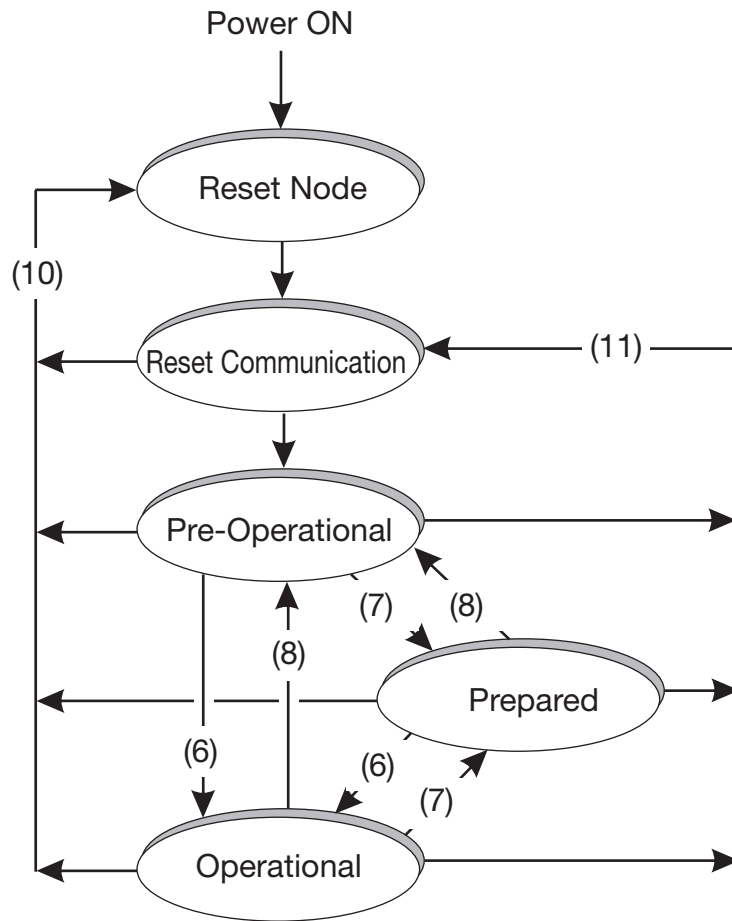 Power ON
Reset Node
(10)
Reset Communication
(11)
Pre-Operational
(7)
(8)
(8)
Prepared
(6)
(6)
(7)
Operational